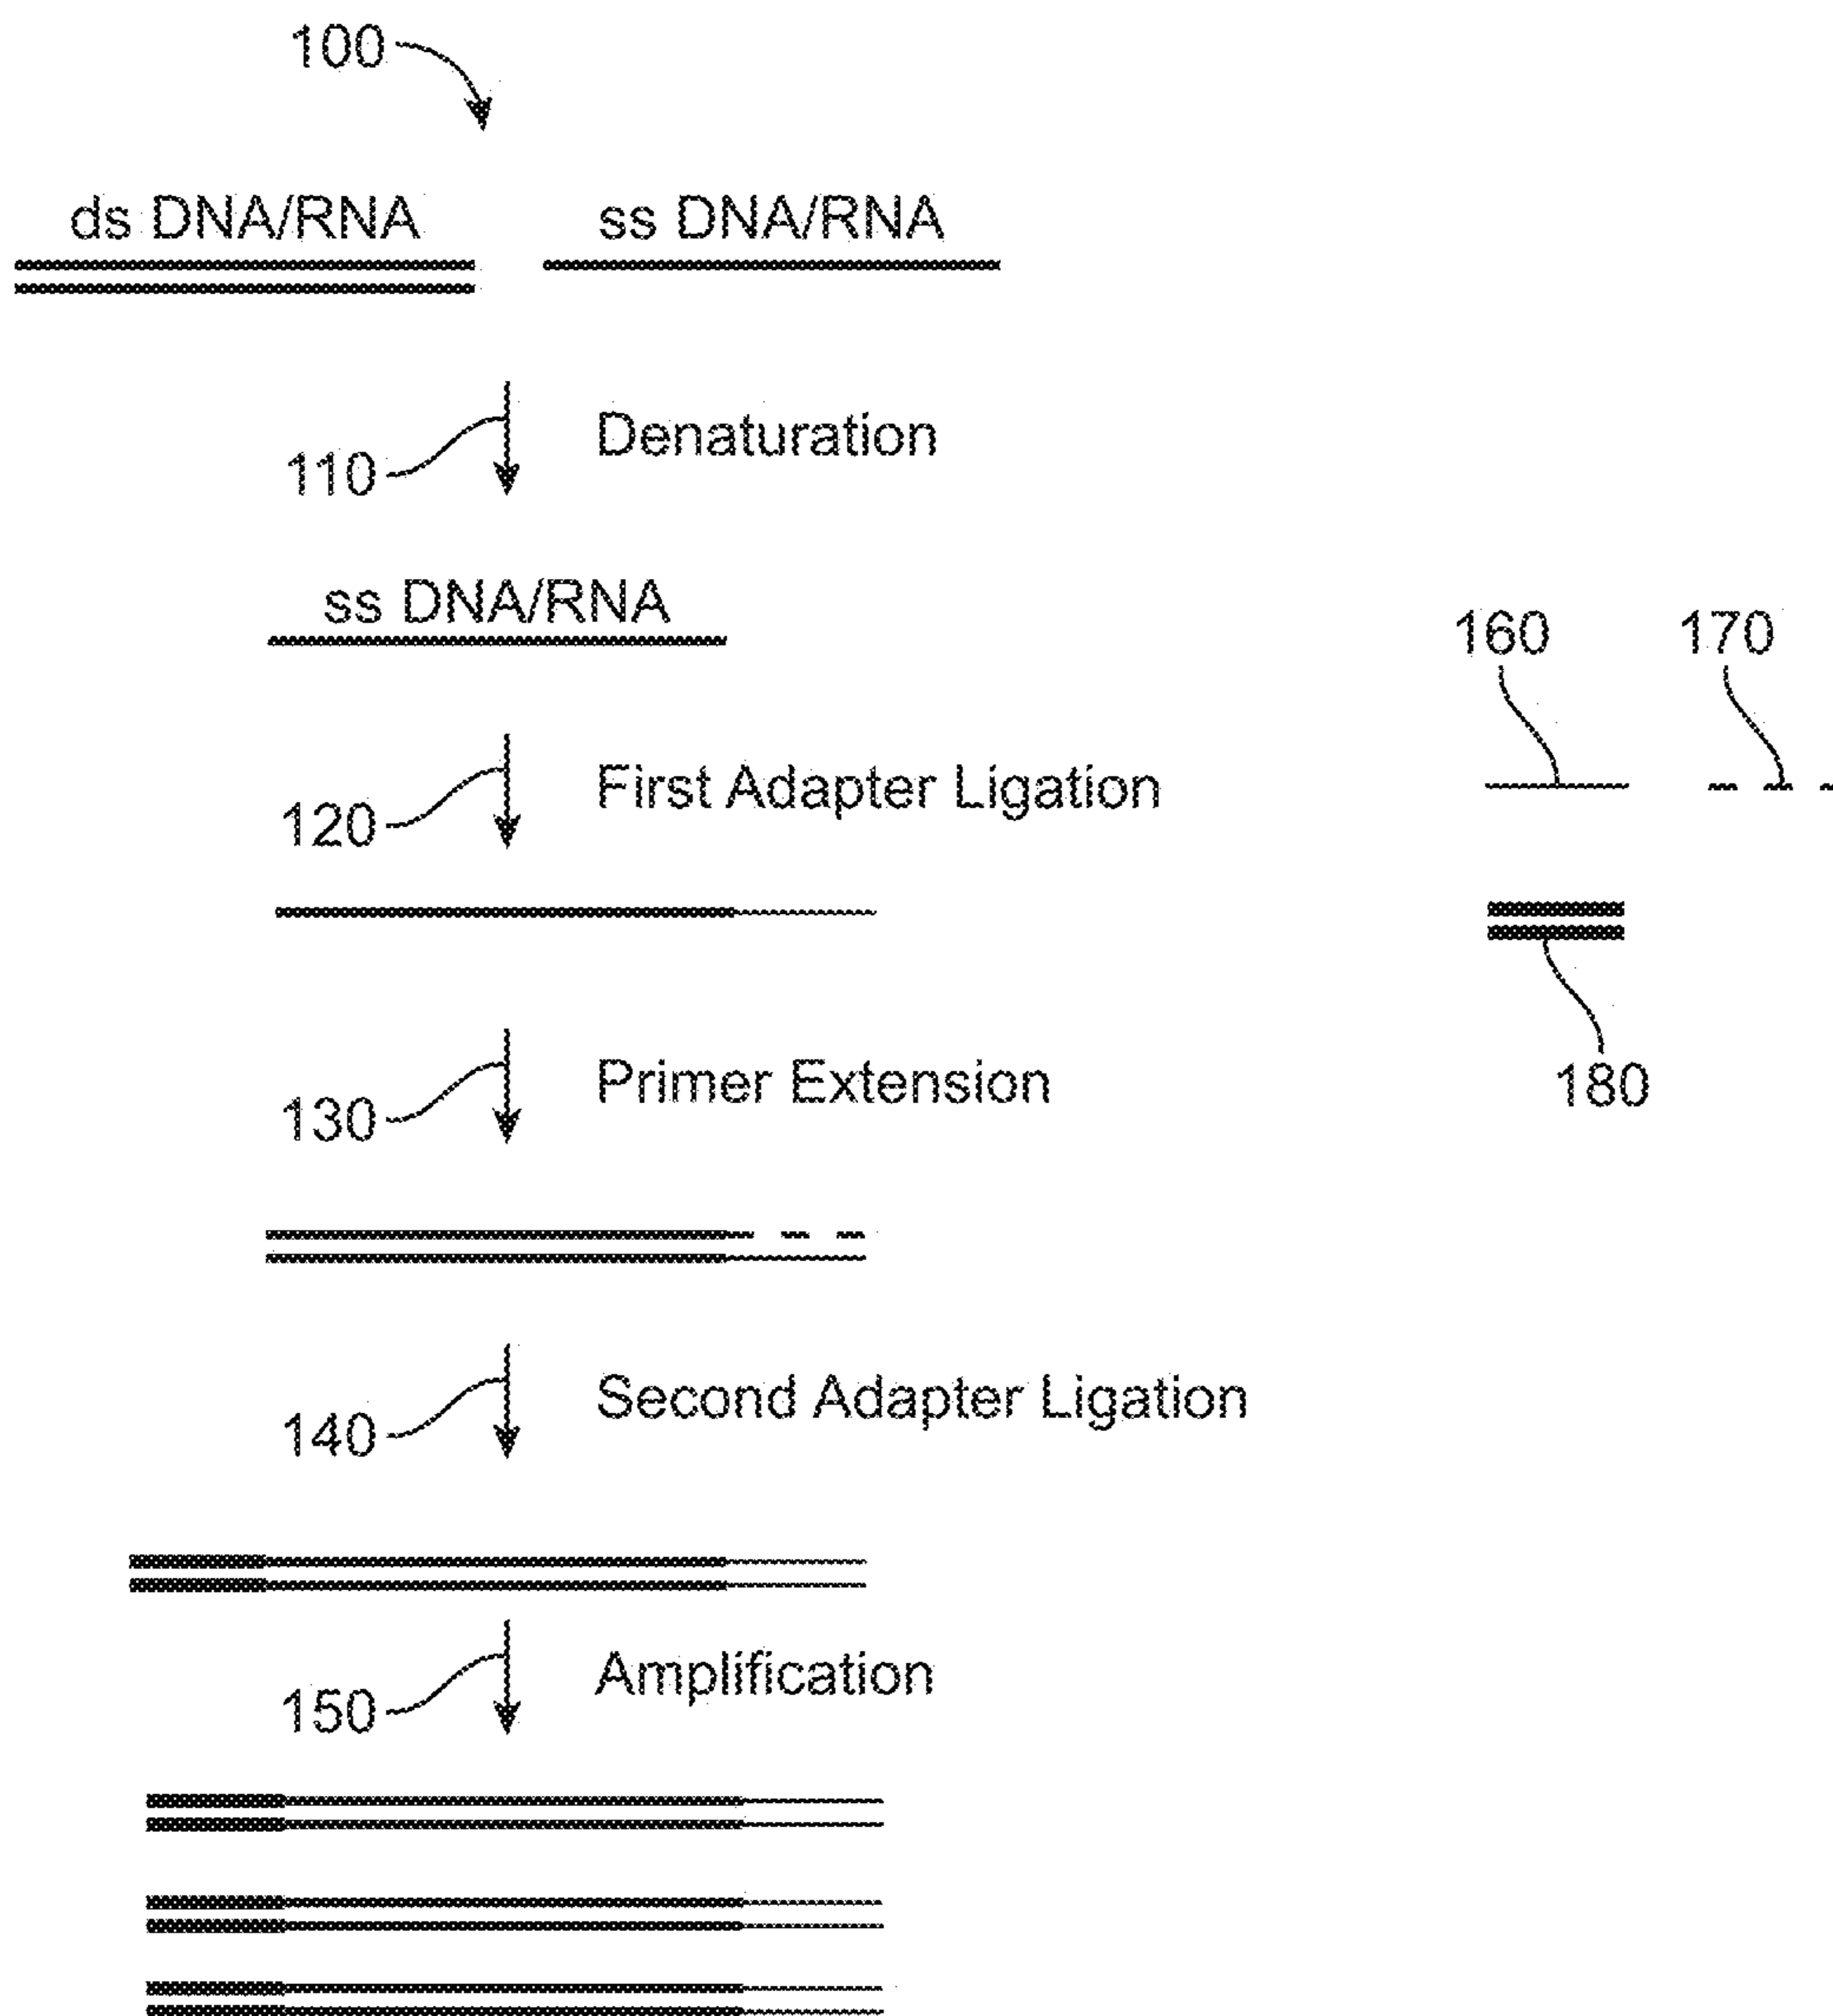 100
ds DNA/RNA ss DNA/RNA
110 Denaturation
ss DNA/RNA
160 170
120 First Adapter Ligation
130 Primer Extension
180
140 Second Adapter Ligation
150 Amplification